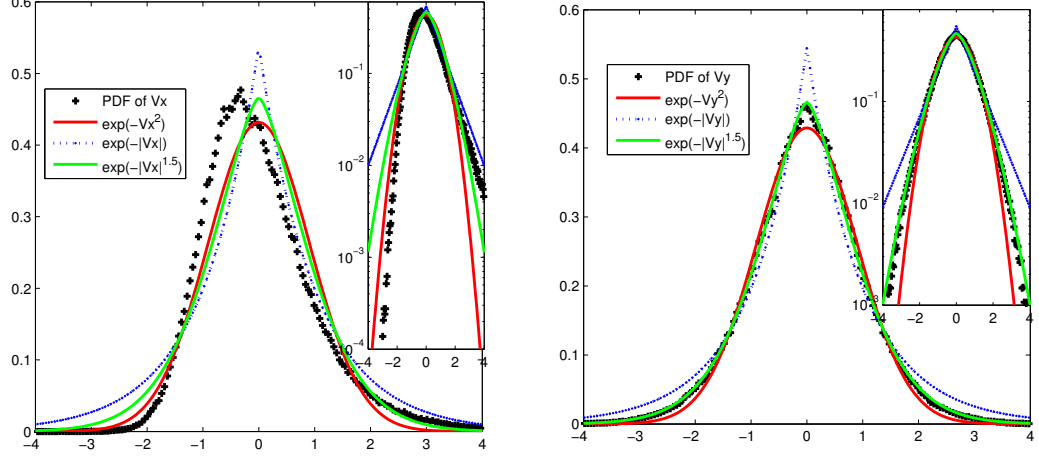 0.6
0.5
0.4
0.3
0.2
0.1
0
−4 −3 −2 −1 0 1 2 3 4
PDF of Vx
exp(−Vx²)
exp(−|Vx|)
exp(−|Vx|¹·⁵)
10⁻¹
10⁻²
10⁻³
10⁻⁴
−4 −2 0 2 4
0.6
0.5
0.4
0.3
0.2
0.1
0
−4 −3 −2 −1 0 1 2 3 4
PDF of Vy
exp(−Vy²)
exp(−|Vy|)
exp(−|Vy|¹·⁵)
10⁻¹
10⁻²
10⁻³
−4 −2 0 2 4